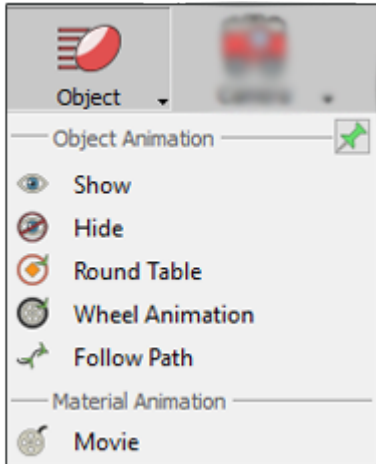 Object
Object Animation
Show
Hide
Round Table
Wheel Animation
Follow Path
Material Animation
Movie